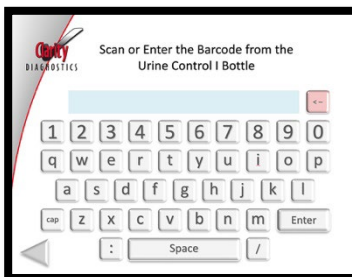 Clarity
DIAGNOSTICS
Scan or Enter the Barcode from the
Urine Control I Bottle
<-
1 2 3 4 5 6 7 8 9 0
q w e r t y u i o p
a s d f g h j k l
cap z x c v b n m Enter
: Space /